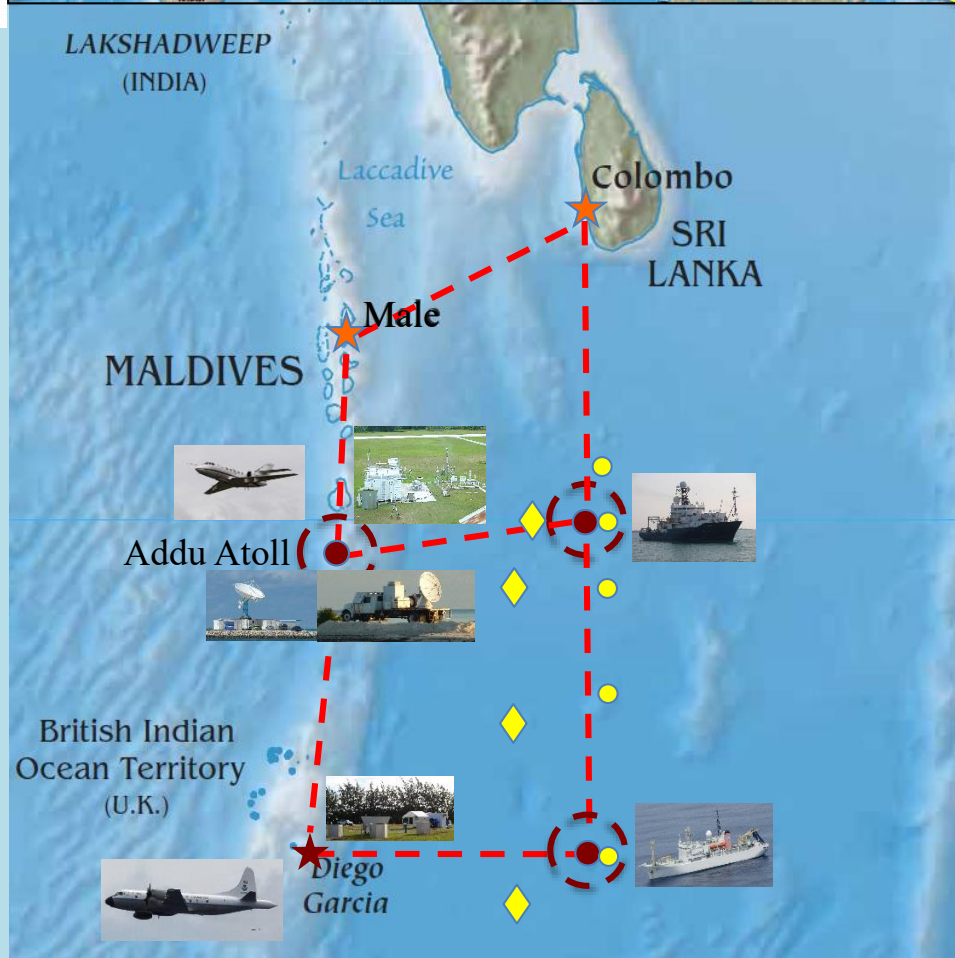 LAKSHADWEEP
(INDIA)
Laccadive
Sea
Colombo
SRI
LANKA
Male
MALDIVES
Addu Atoll
British Indian
Ocean Territory
(U.K.)
Diego
Garcia